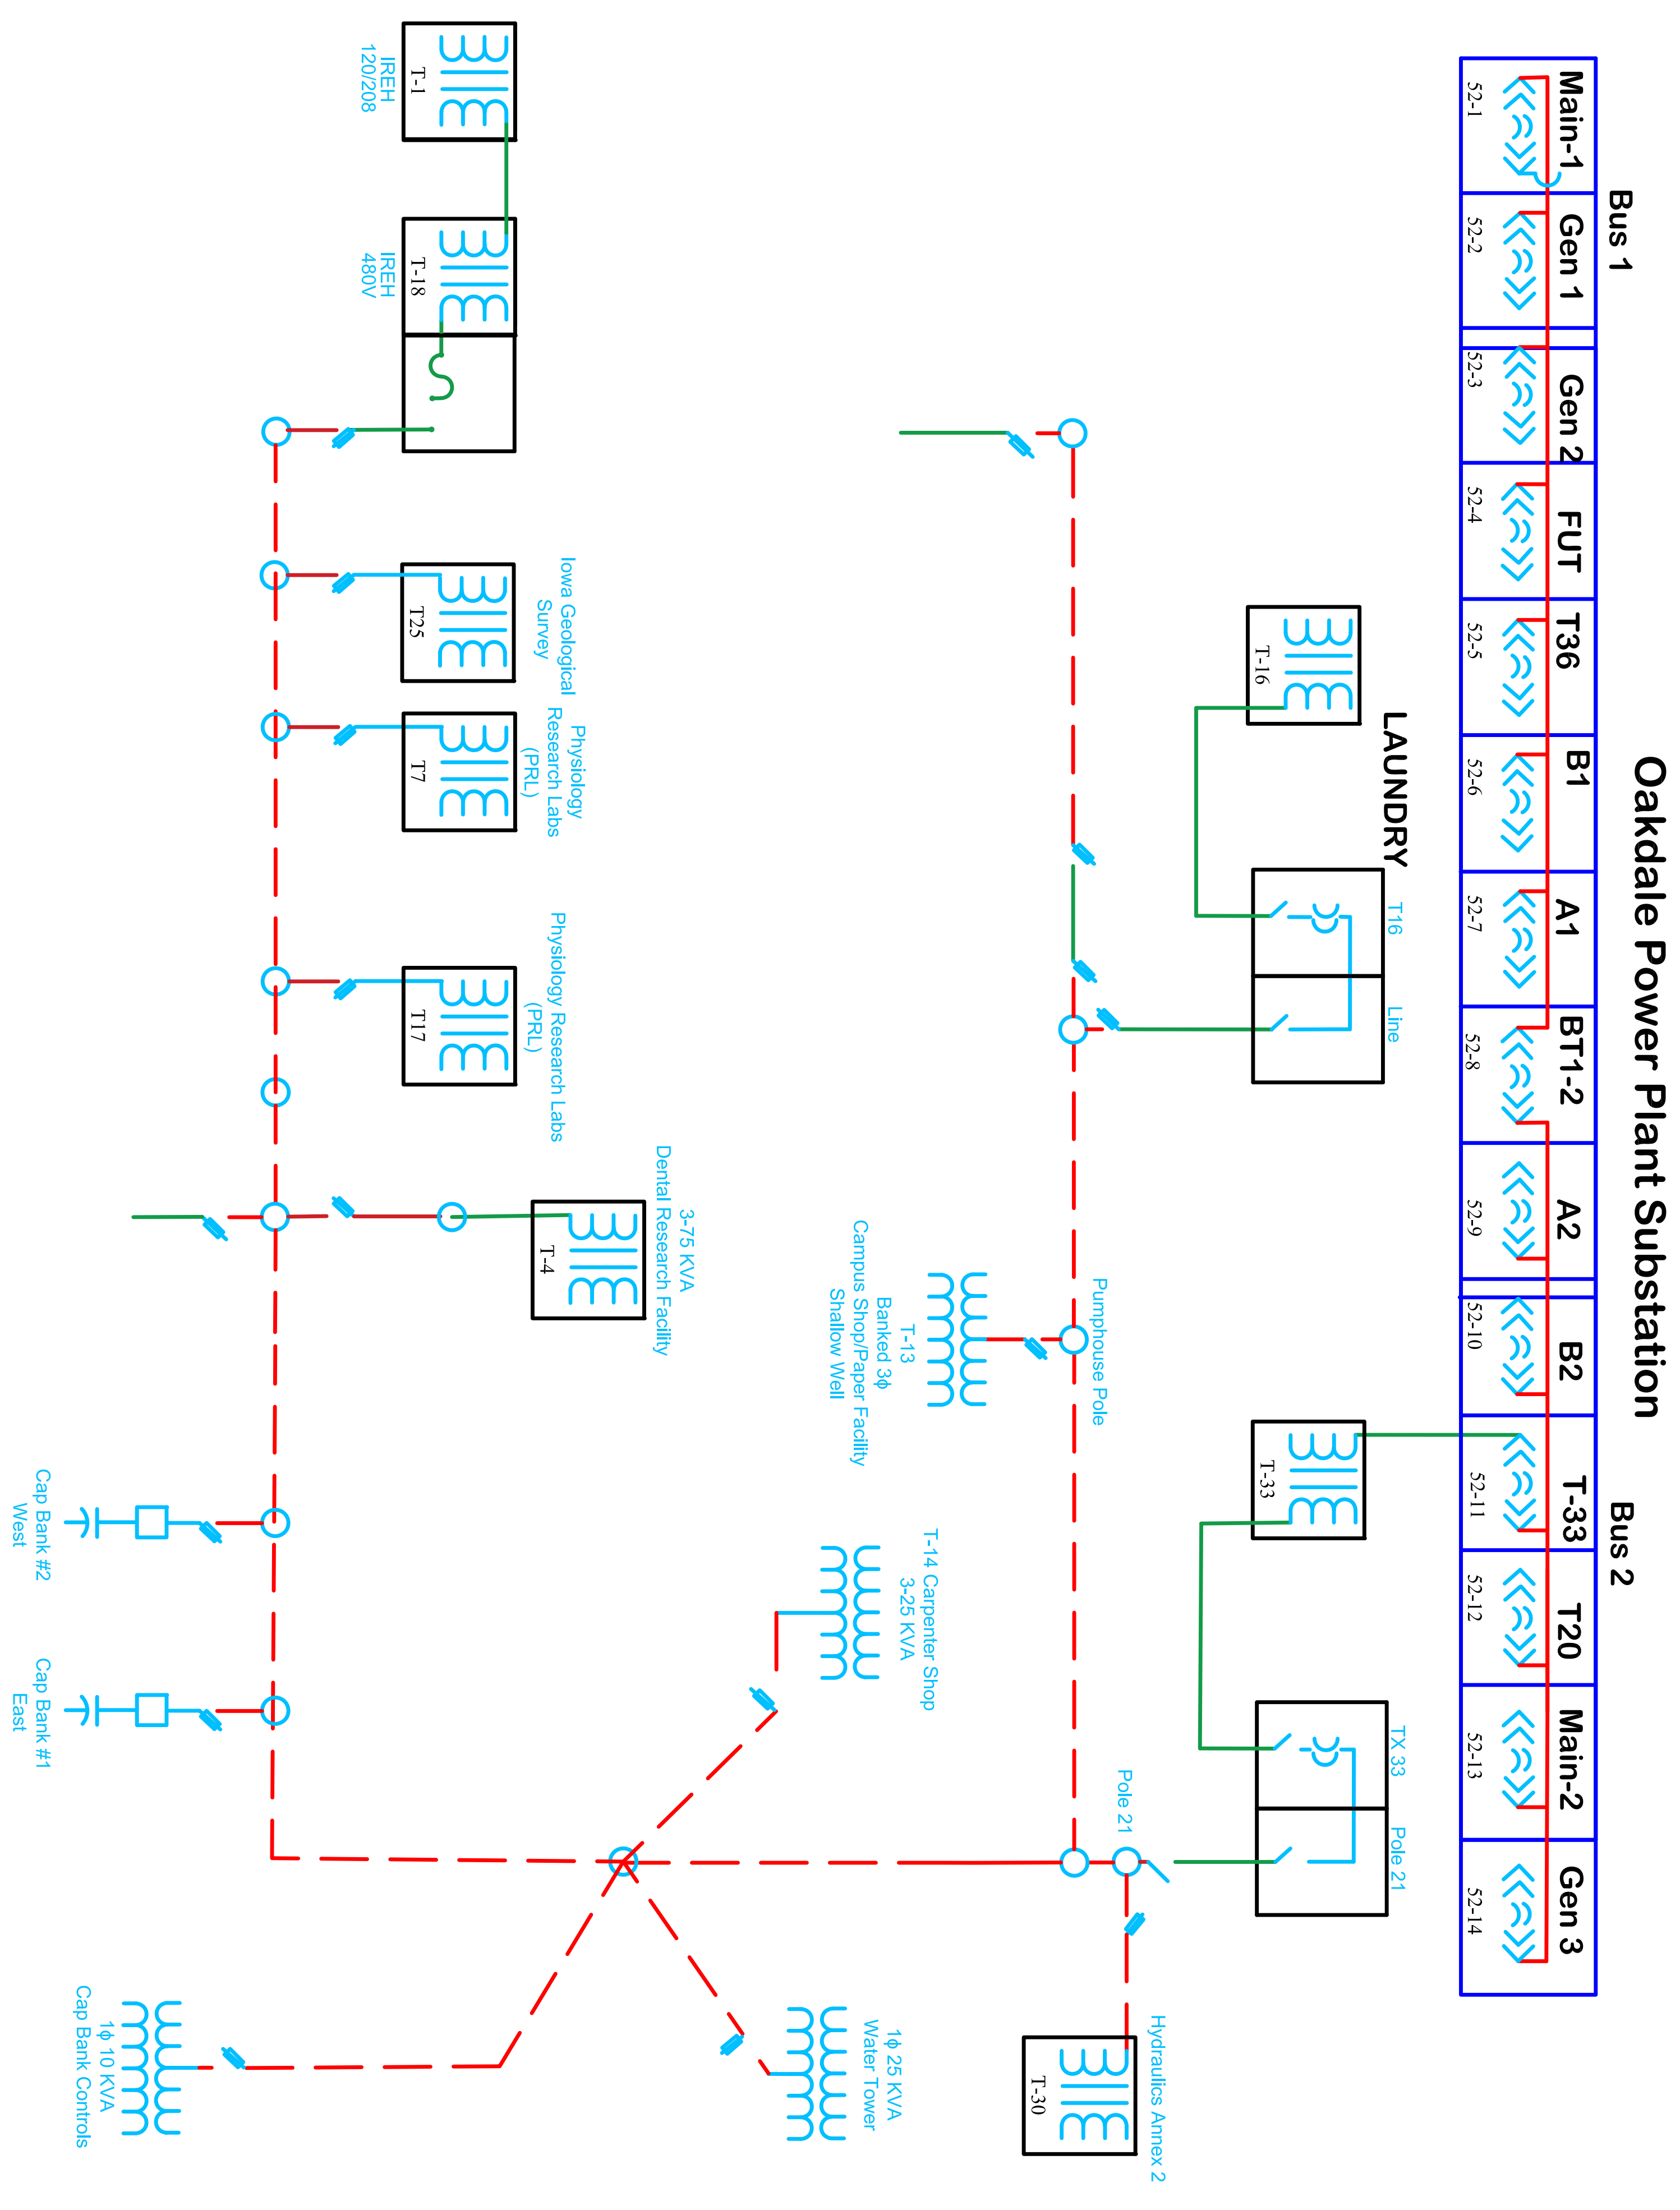 Oakdale Power Plant Substation
Bus 1
Bus 2
Main-1
52-1
Gen 1
52-2
Gen 2
52-3
FUT
52-4
T36
52-5
B1
52-6
A1
52-7
BT1-2
52-8
A2
52-9
B2
52-10
T-33
52-11
T20
52-12
Main-2
52-13
Gen 3
52-14
LAUNDRY
T-16
T16
Line
T-33
TX 33
Pole 21
Pole 21
Pumphouse Pole
T-13
Banked 3ϕ
Campus Shop/Paper Facility
Shallow Well
T-14 Carpenter Shop
3-25 KVA
Hydraulics Annex 2
T-30
1ϕ 25 KVA
Water Tower
1ϕ 10 KVA
Cap Bank Controls
T-1
IREH
120/208
T-18
IREH
480V
Iowa Geological
Survey
T25
Physiology
Research Labs
(PRL)
T7
Physiology Research Labs
(PRL)
T17
3-75 KVA
Dental Research Facility
T-4
Cap Bank #2
West
Cap Bank #1
East